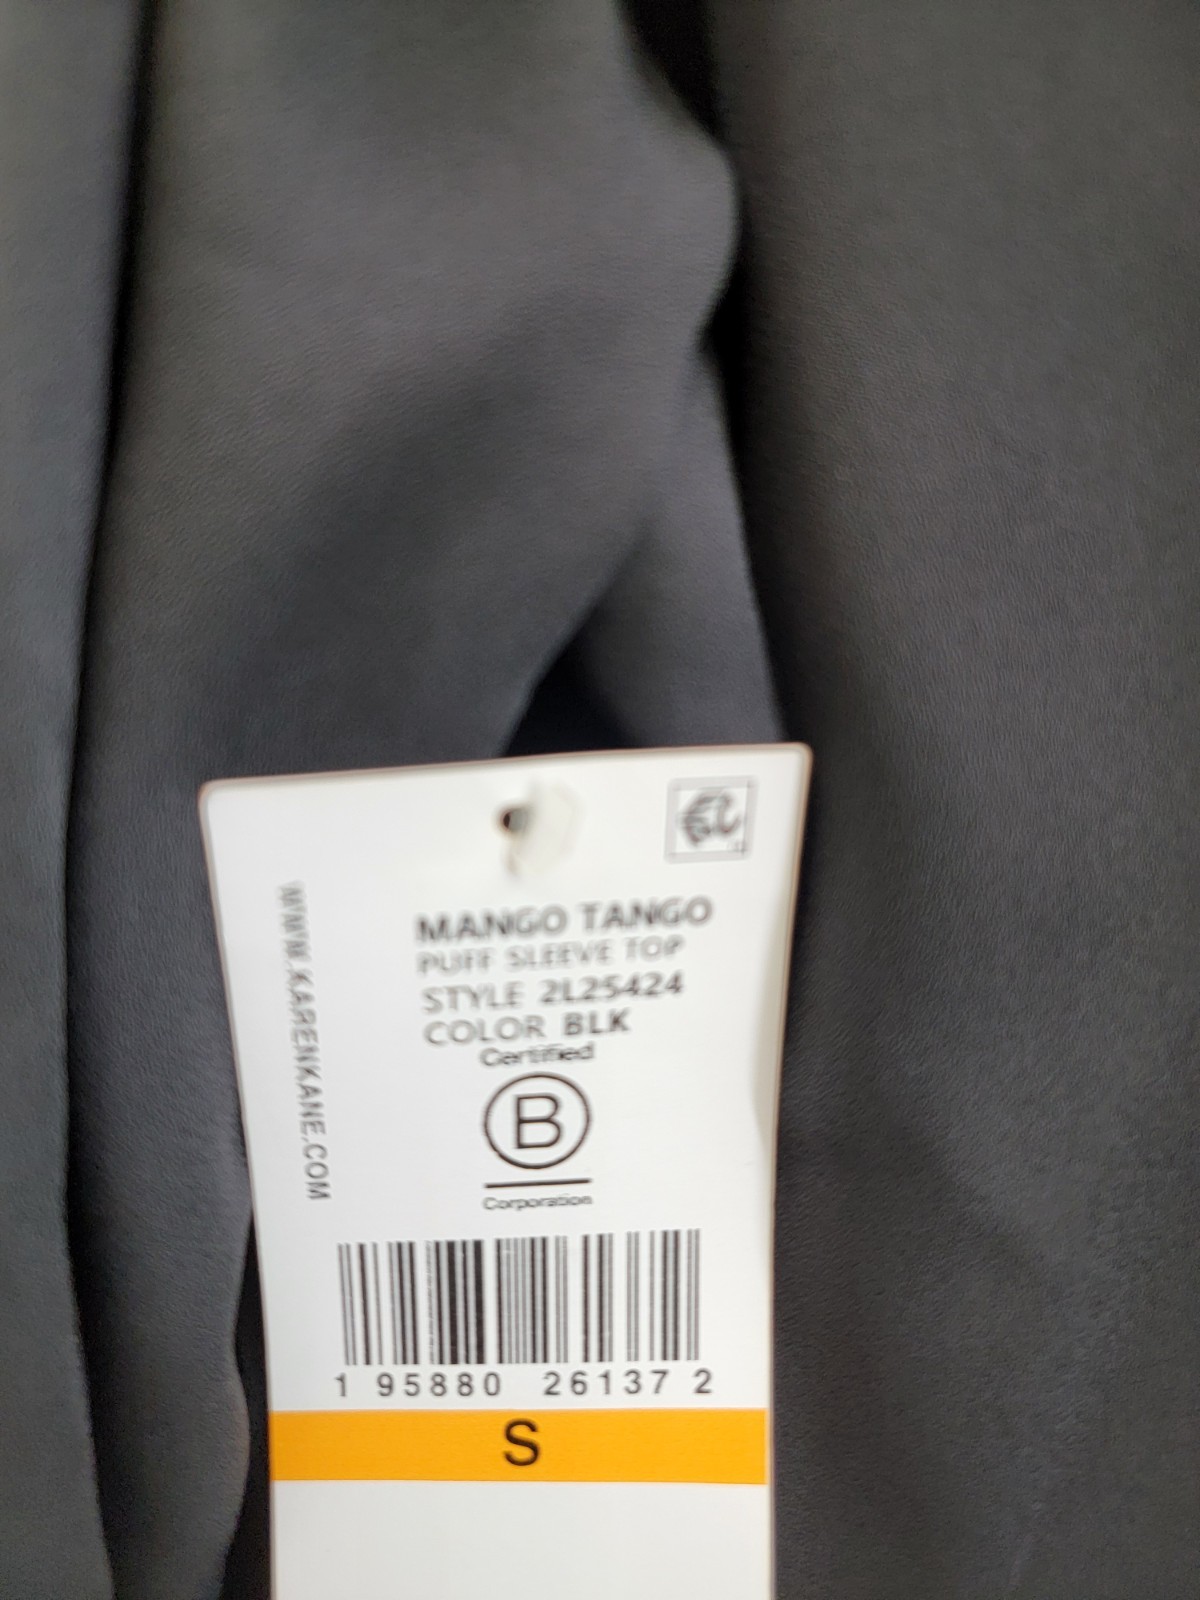 MANGO TANGO
PUFF SLEEVE TOP
STYLE 2L25424
COLOR BLK
Certified
B
Corporation
WWW.KARENKANE.COM
1 95880 26137 2
S